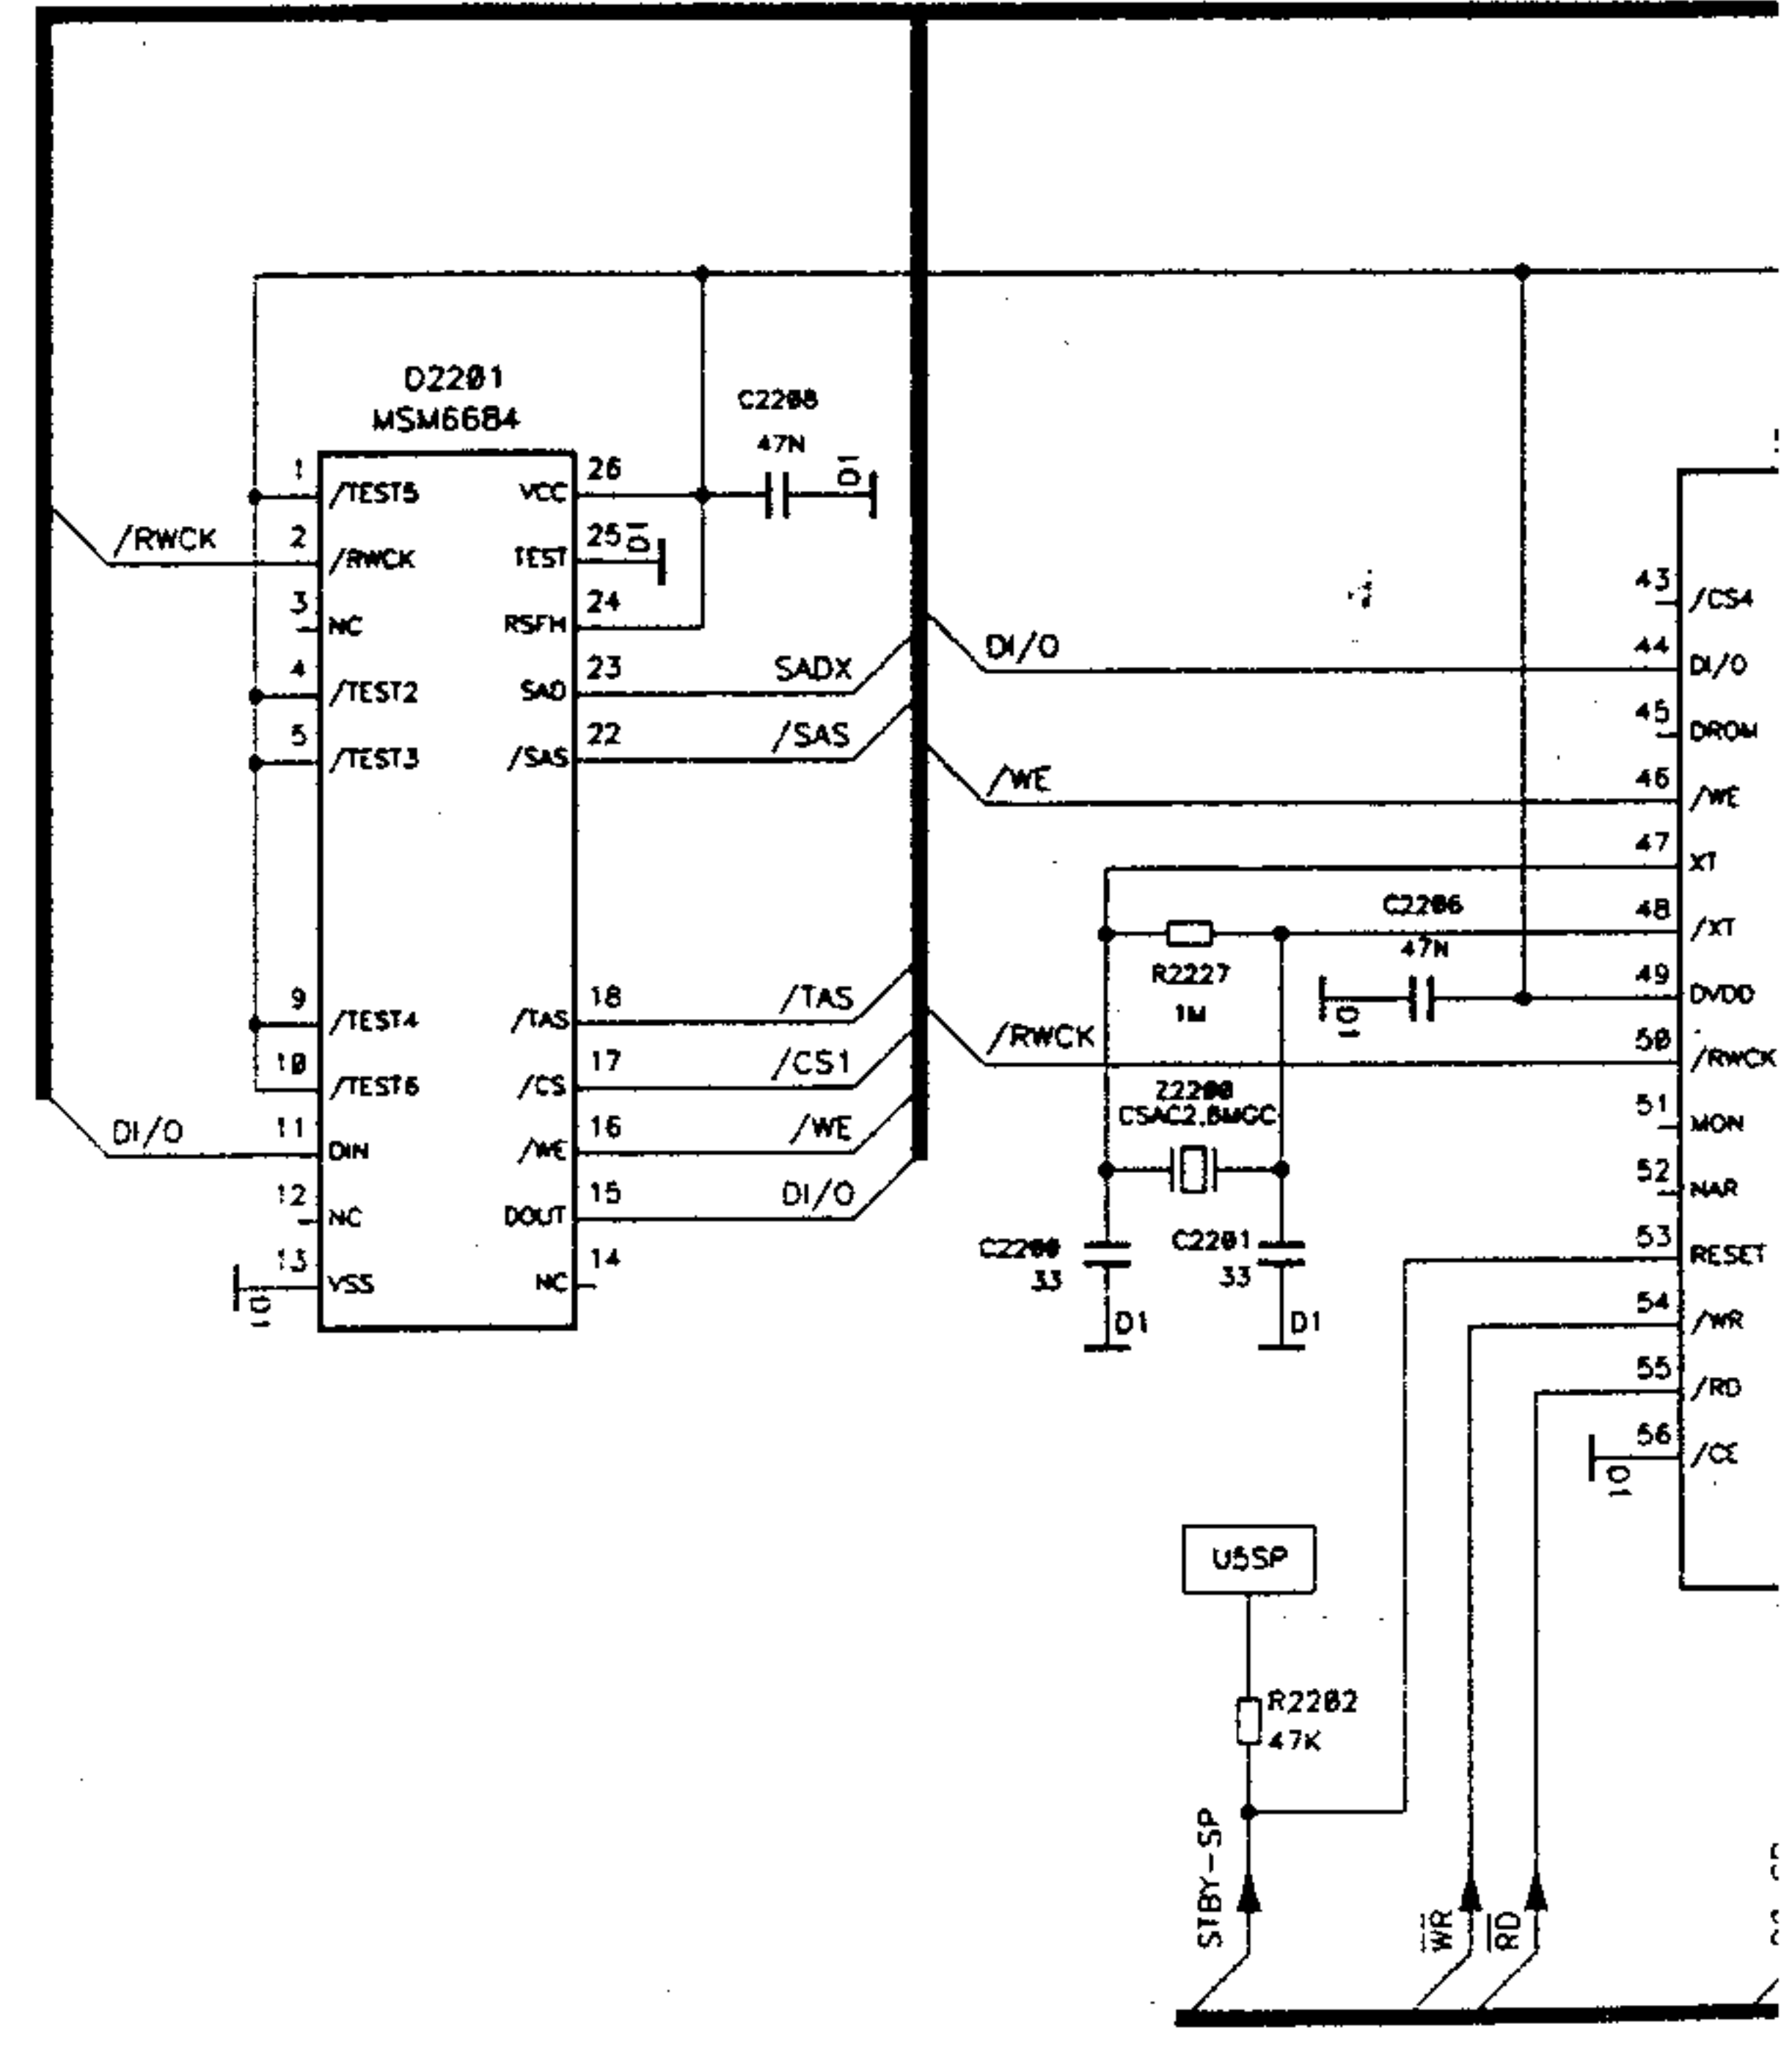 D2201
MSM6684
C2208
47N
D1
1
/TEST5
VCC
26
/RWCK
2
/RWCK
TEST
25
D1
3
NC
RSFH
24
4
/TEST2
SAD
23
SADX
5
/TEST3
/SAS
22
/SAS
9
/TEST4
/TAS
18
/TAS
10
/TEST6
/CS
17
/CS1
DI/O
11
DIN
/WE
16
/WE
12
NC
DOUT
15
DI/O
13
VSS
NC
14
D1
43
/CS4
DI/O
44
DI/O
45
DROM
/WE
46
/WE
47
XT
C2206
47N
48
/XT
R2227
1M
D1
49
DVDD
/RWCK
50
/RWCK
Z2200
CSAC2.6MGC
51
MON
52
NAR
C2200
33
C2201
33
53
RESET
D1
D1
54
/WR
55
/RD
56
/CE
D1
U5SP
R2202
47K
STBY-SP
WR
RD